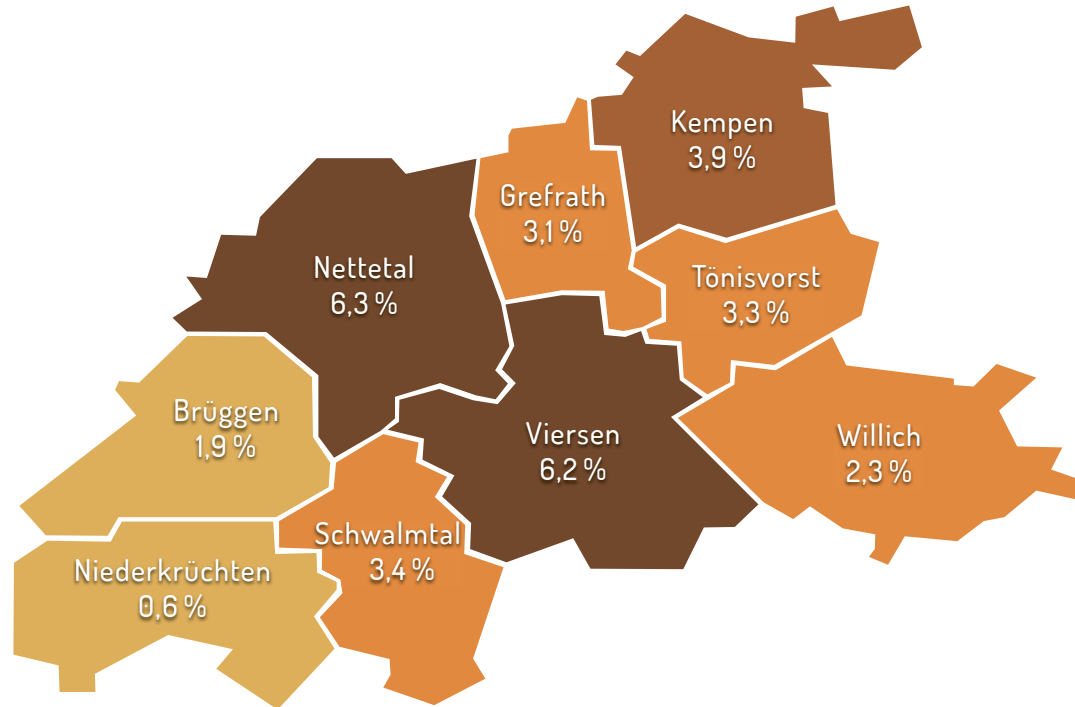 Kempen
3,9 %
Grefrath
3,1 %
Nettetal
6,3 %
Tönisvorst
3,3 %
Brüggen
1,9 %
Viersen
6,2 %
Willich
2,3 %
Schwalmtal
3,4 %
Niederkrüchten
0,6 %